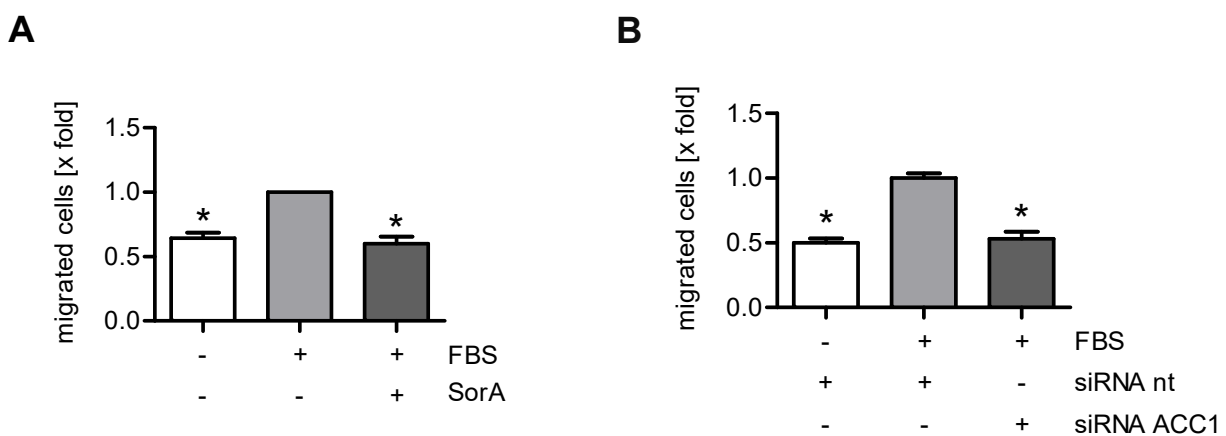 A
migrated cells [x fold]
1.5
1.0
0.5
0.0
*
*
- + + FBS
- - + SorA
B
migrated cells [x fold]
1.5
1.0
0.5
0.0
*
*
- + + FBS
+ + - siRNA nt
- - + siRNA ACC1